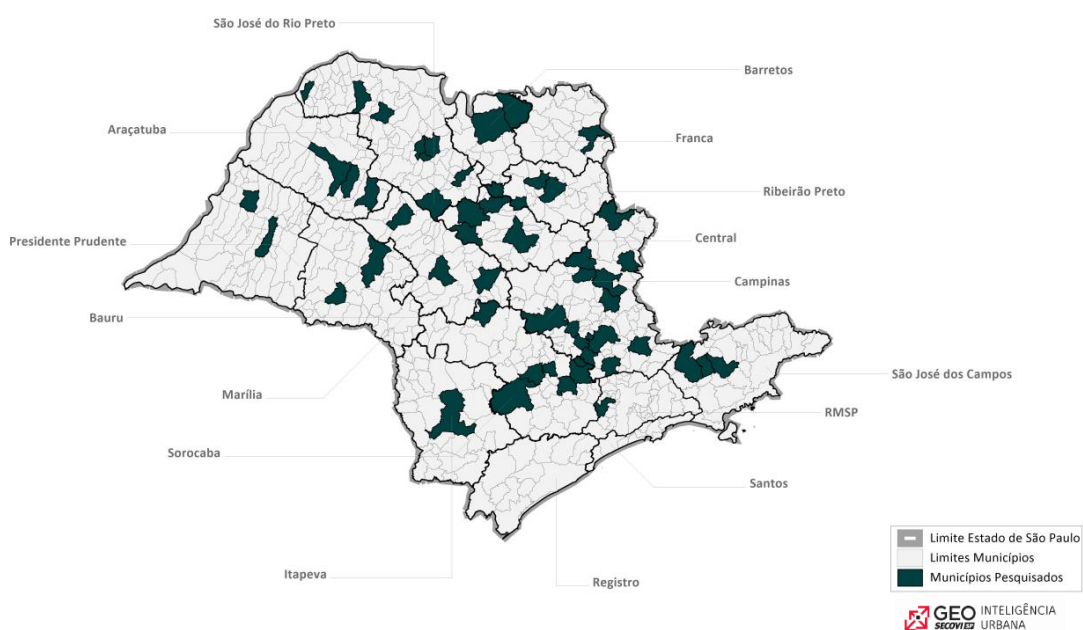 São José do Rio Preto
Barretos
Araçatuba
Franca
Ribeirão Preto
Presidente Prudente
Central
Campinas
Bauru
São José dos Campos
Marília
RMSP
Sorocaba
Santos
Itapeva
Registro
Limite Estado de São Paulo
Limites Municípios
Municípios Pesquisados
GEO INTELIGÊNCIA
SECOVI SP URBANA